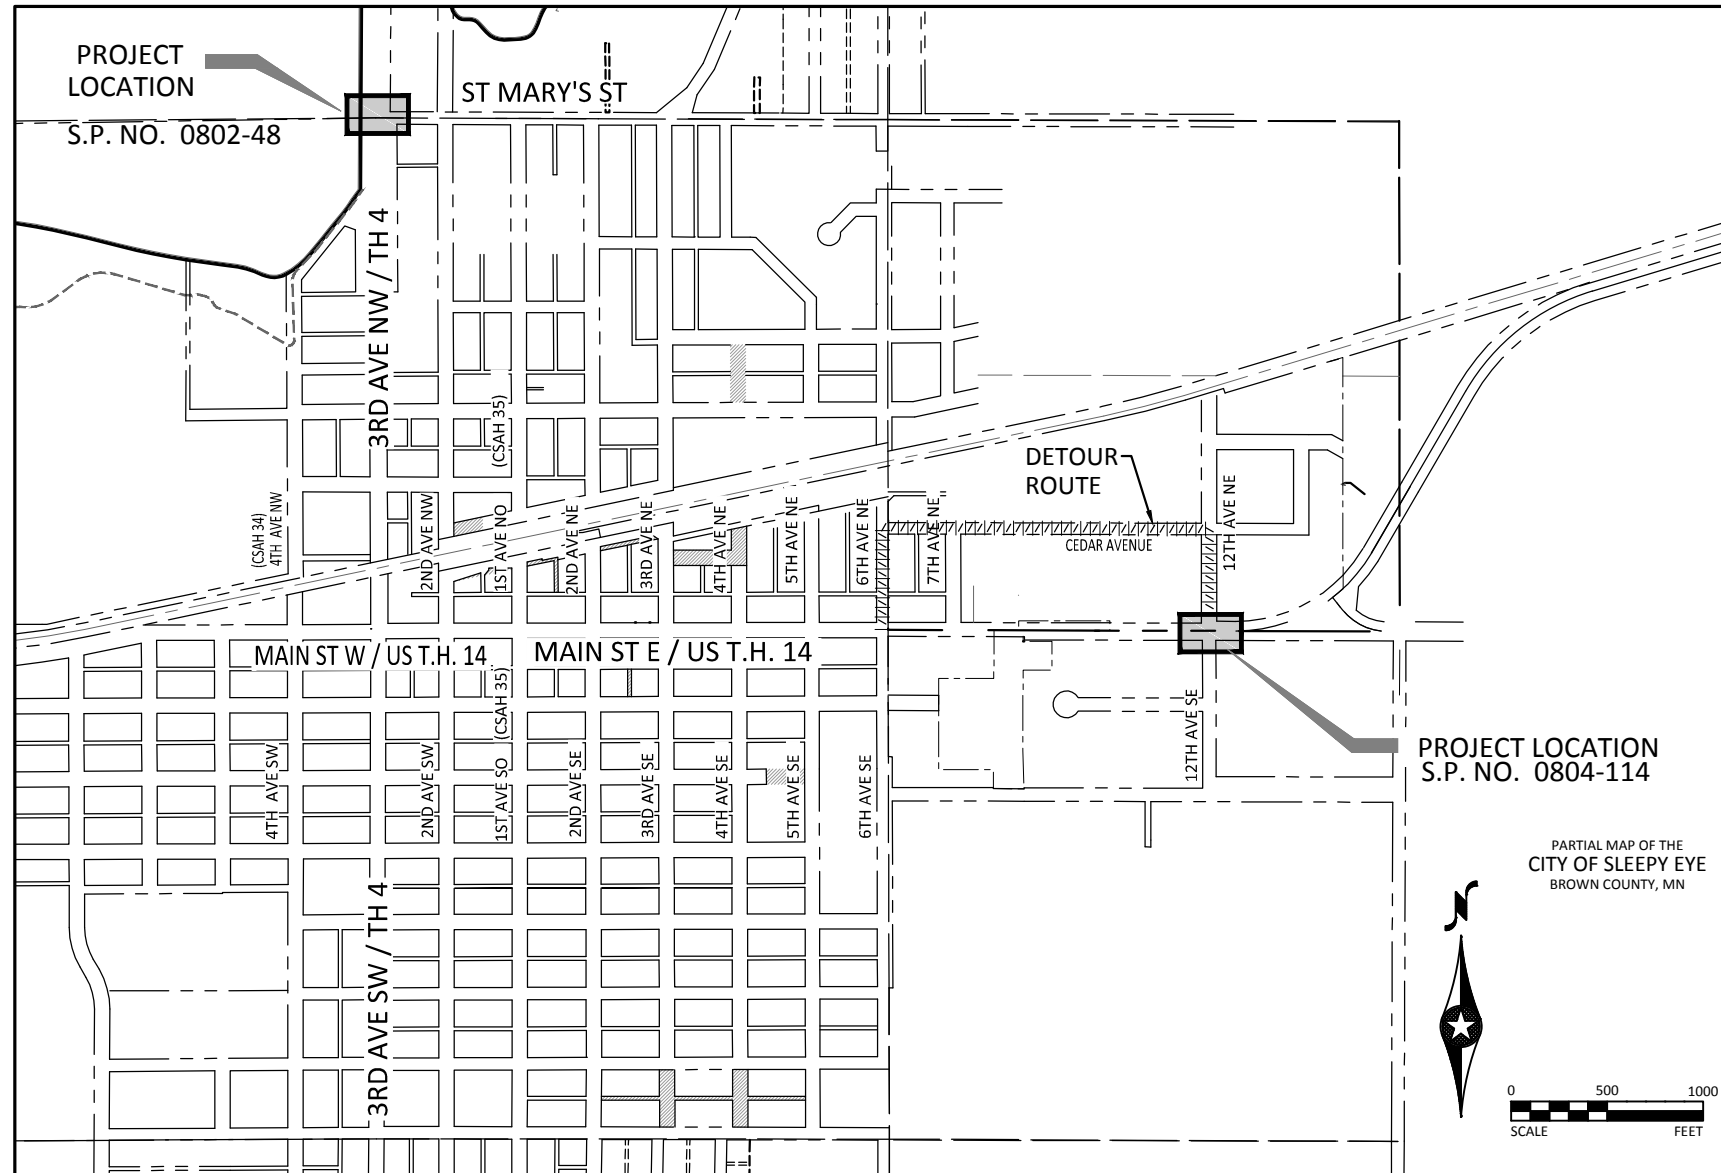 PROJECT
LOCATION
S.P. NO. 0802-48
ST MARY'S ST
3RD AVE NW / TH 4
(CSAH 35)
DETOUR
ROUTE
(CSAH 34)
4TH AVE NW
2ND AVE NW
1ST AVE NO
2ND AVE NE
3RD AVE NE
4TH AVE NE
5TH AVE NE
6TH AVE NE
7TH AVE NE
CEDAR AVENUE
12TH AVE NE
MAIN ST W / US T.H. 14
MAIN ST E / US T.H. 14
(CSAH 35)
4TH AVE SW
2ND AVE SW
1ST AVE SO
2ND AVE SE
3RD AVE SE
4TH AVE SE
5TH AVE SE
6TH AVE SE
12TH AVE SE
PROJECT LOCATION
S.P. NO. 0804-114
3RD AVE SW / TH 4
PARTIAL MAP OF THE
CITY OF SLEEPY EYE
BROWN COUNTY, MN
N
0 500 1000
SCALE FEET